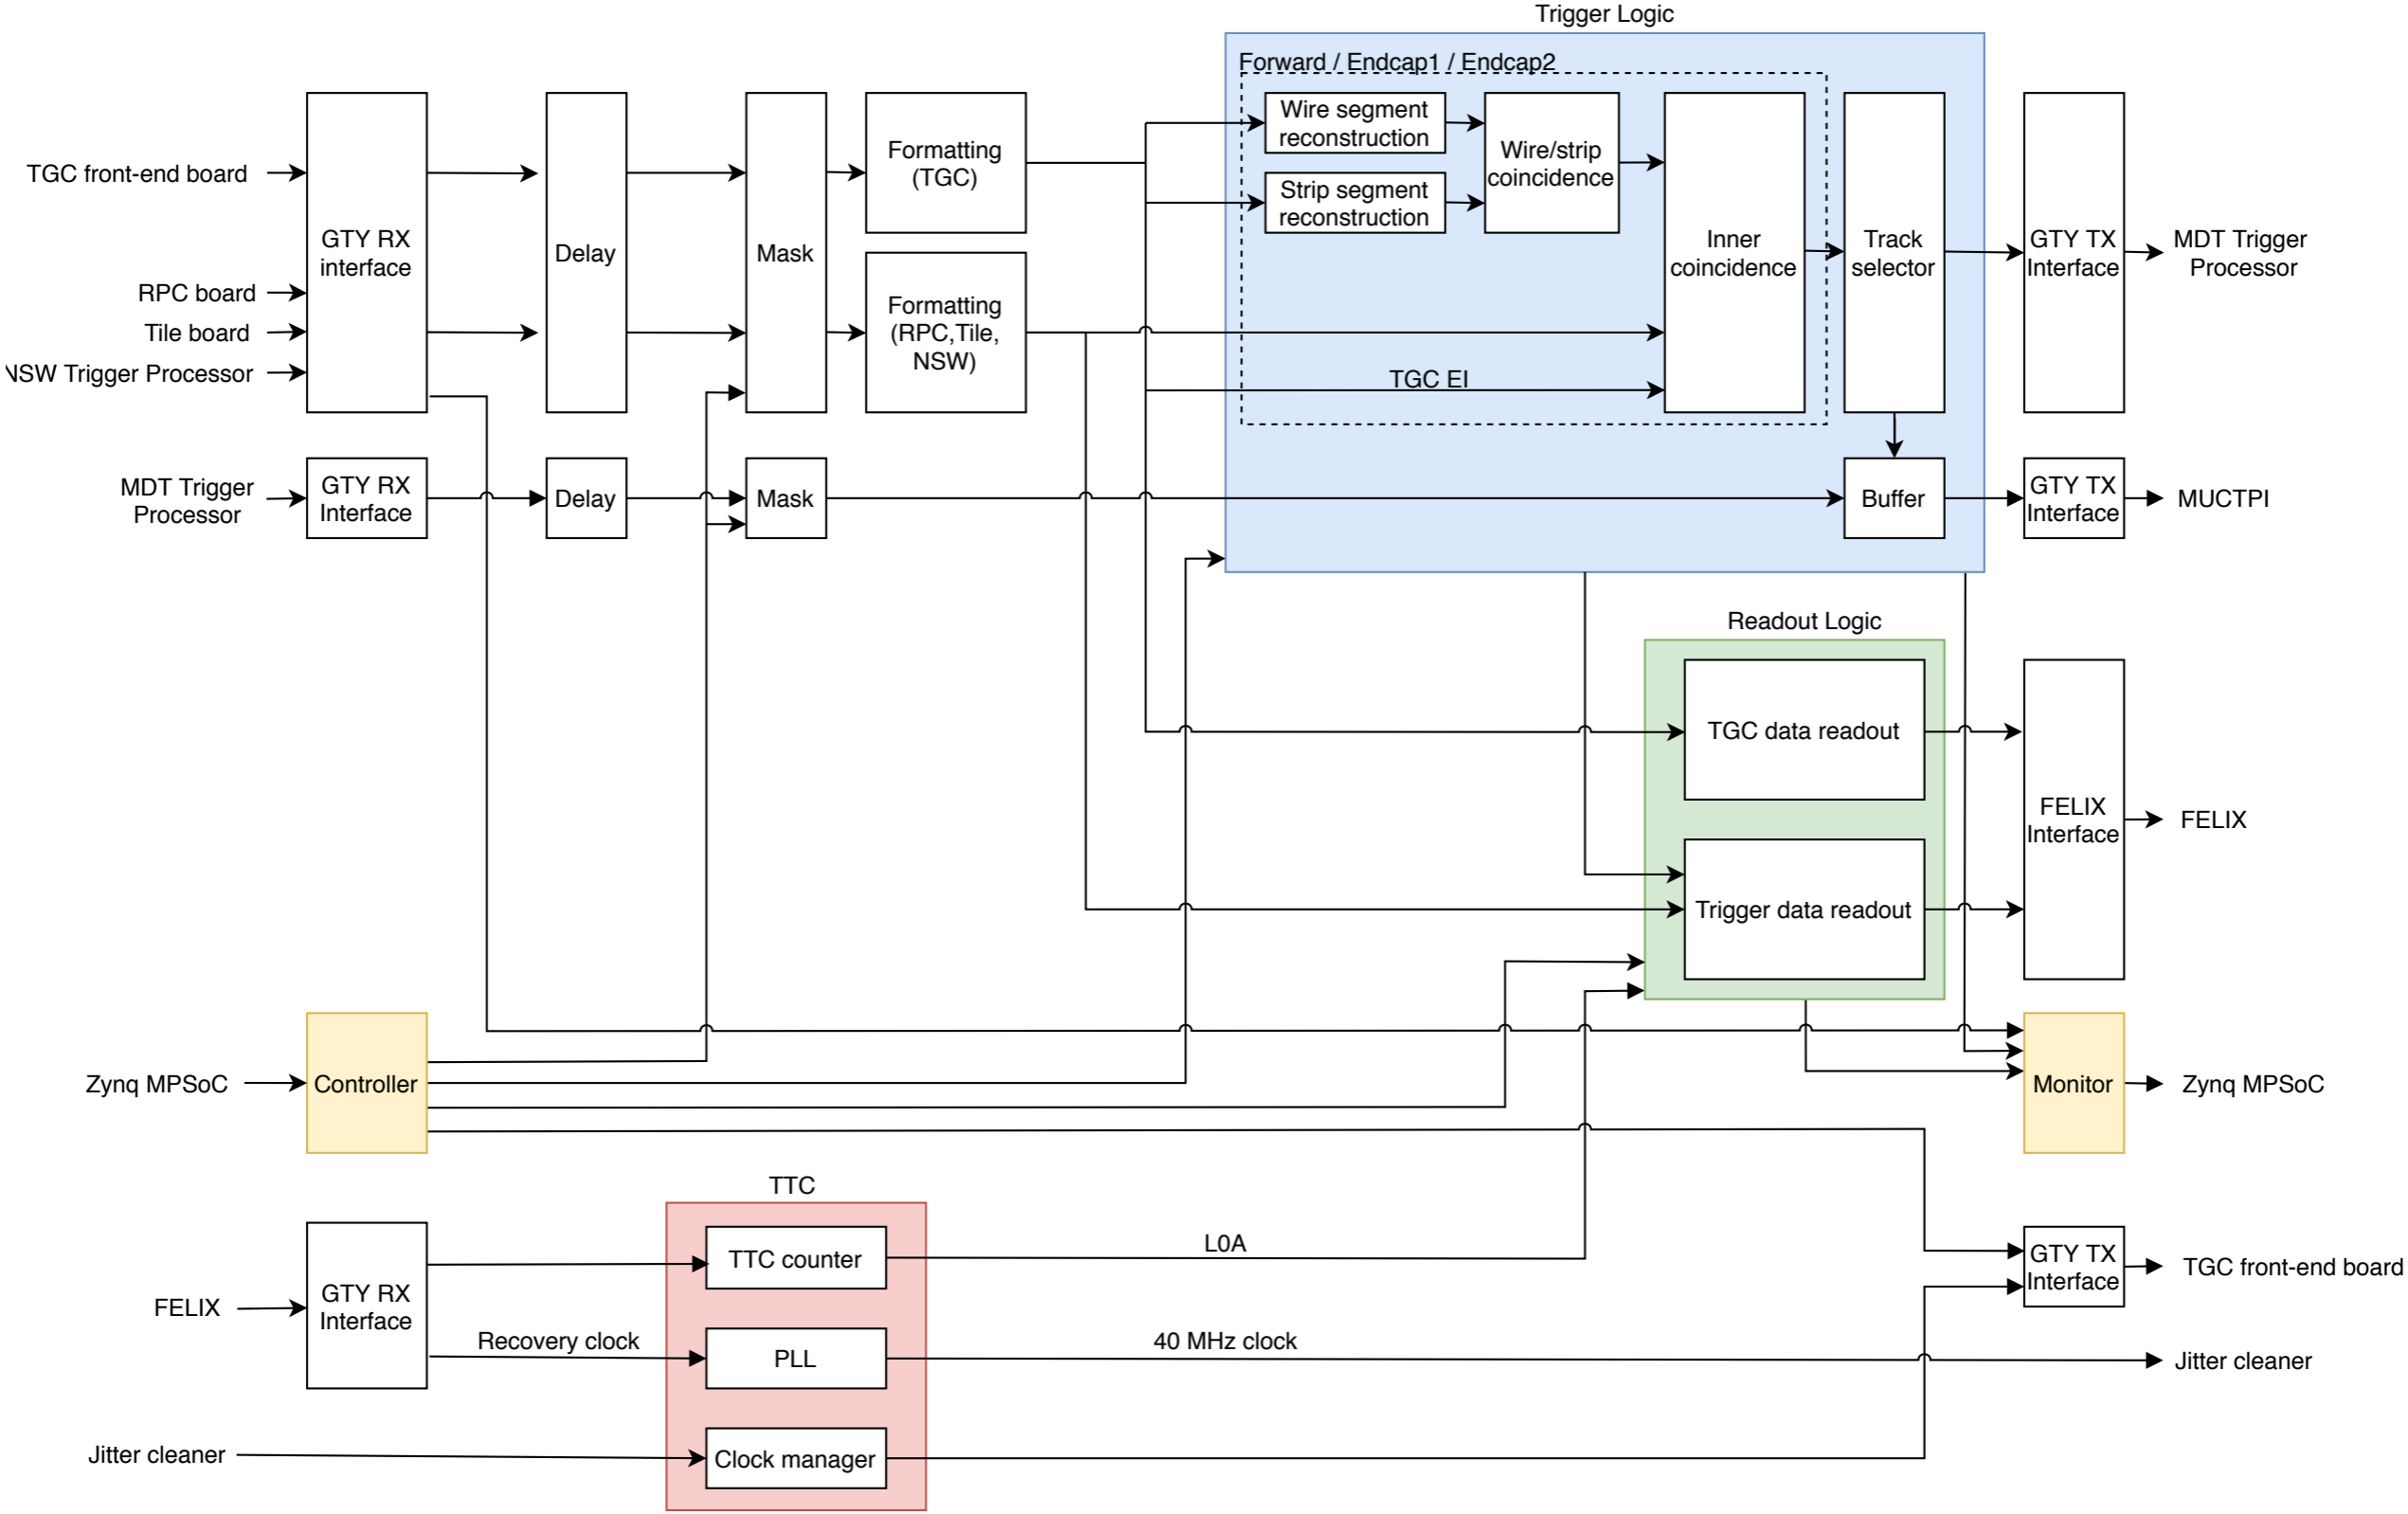 Trigger Logic
Forward / Endcap1 / Endcap2
TGC front-end board
RPC board
Tile board
NSW Trigger Processor
GTY RX
interface
Delay
Mask
Formatting
(TGC)
Formatting
(RPC,Tile,
NSW)
Wire segment
reconstruction
Strip segment
reconstruction
Wire/strip
coincidence
TGC EI
Inner
coincidence
Track
selector
GTY TX
Interface
MDT Trigger
Processor
MDT Trigger
Processor
GTY RX
Interface
Delay
Mask
Buffer
GTY TX
Interface
MUCTPI
Readout Logic
TGC data readout
Trigger data readout
FELIX
Interface
FELIX
Zynq MPSoC
Controller
Monitor
Zynq MPSoC
TTC
FELIX
GTY RX
Interface
TTC counter
L0A
GTY TX
Interface
TGC front-end board
Recovery clock
PLL
40 MHz clock
Jitter cleaner
Jitter cleaner
Clock manager